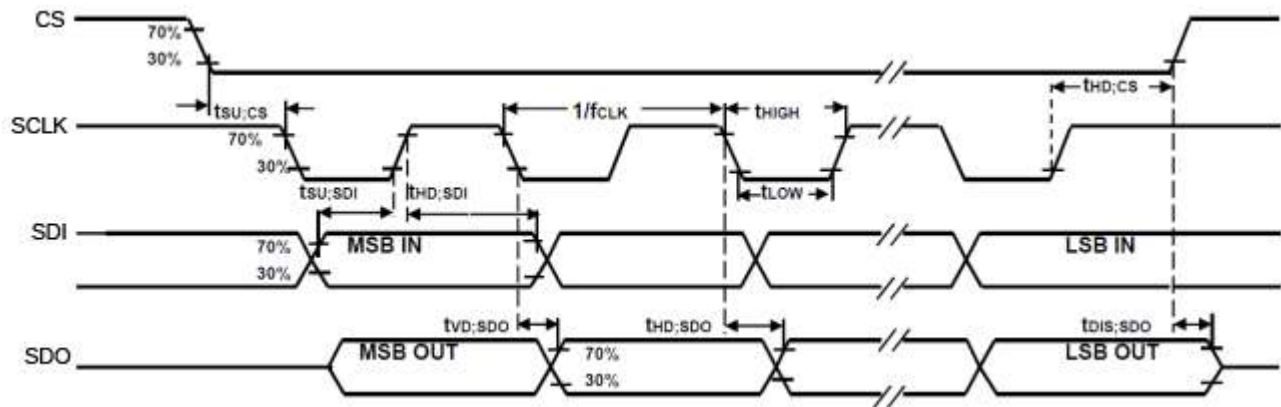 CS
70%
30%
tSU;CS
1/fCLK
tHIGH
tHD;CS
SCLK
70%
30%
tSU;SDI
tHD;SDI
tLOW
SDI
70%
30%
MSB IN
LSB IN
tVD;SDO
tHD;SDO
tDIS;SDO
SDO
MSB OUT
70%
30%
LSB OUT